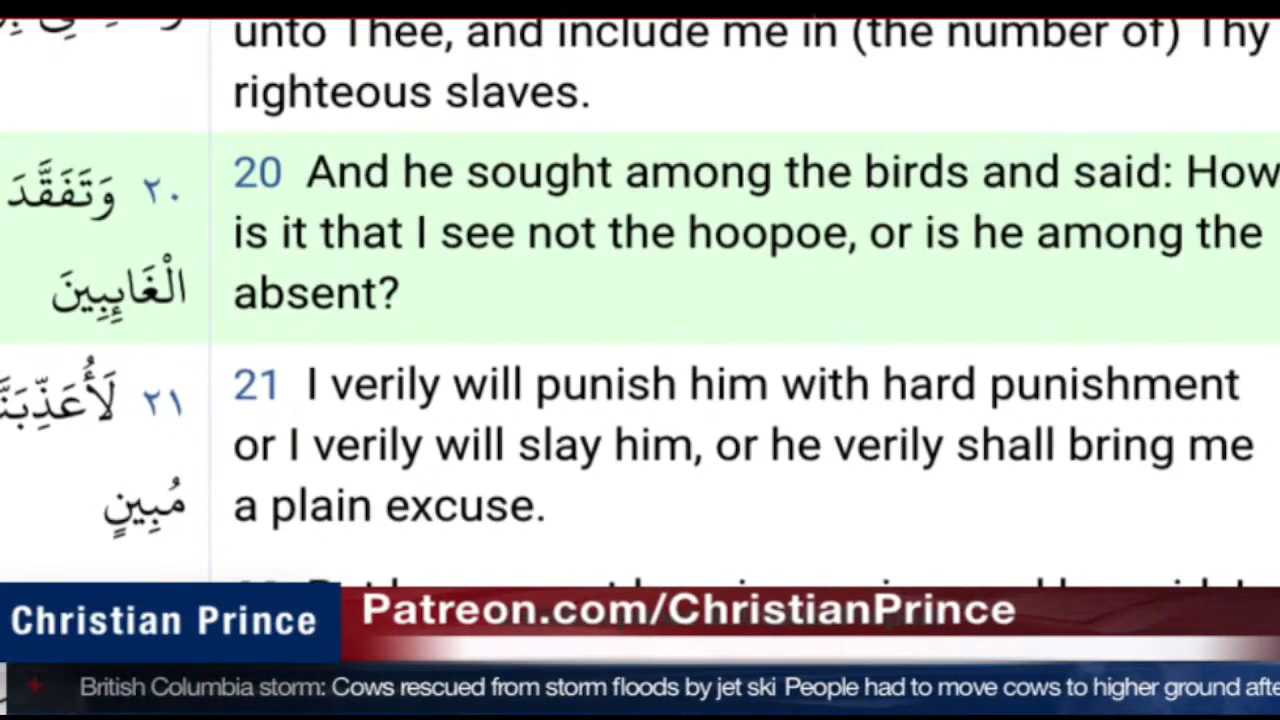 unto Thee, and include me in (the number of) Thy
righteous slaves.
20 And he sought among the birds and said: How
is it that I see not the hoopoe, or is he among the
absent?
٢٠ وَتَفَقَّدَ
الْغَائِبِينَ
21 I verily will punish him with hard punishment
or I verily will slay him, or he verily shall bring me
a plain excuse.
٢١ لَأُعَذِّبَنَّ
مُبِينٍ
Christian Prince
Patreon.com/ChristianPrince
British Columbia storm: Cows rescued from storm floods by jet ski People had to move cows to higher ground afte